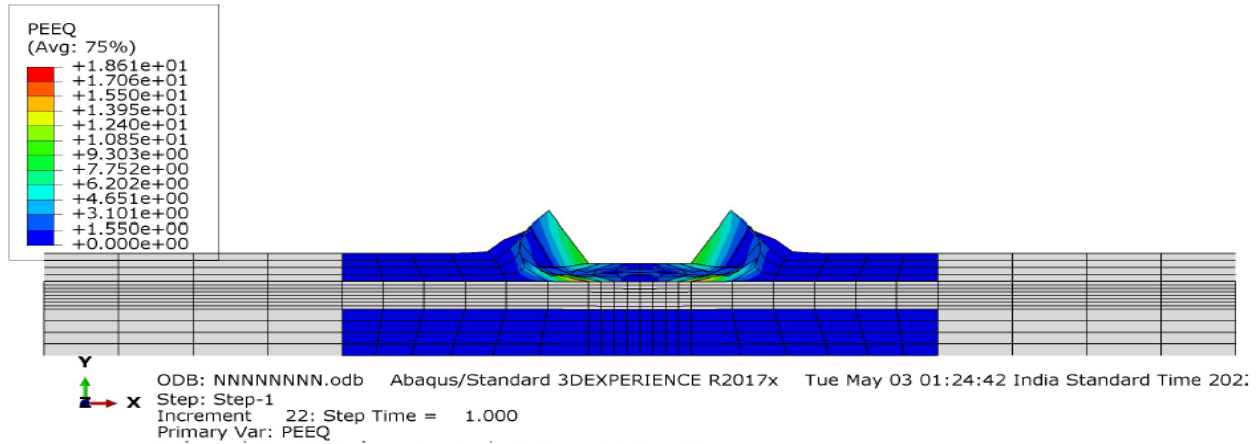 PEEQ
(Avg: 75%)
+1.861e+01
+1.706e+01
+1.550e+01
+1.395e+01
+1.240e+01
+1.085e+01
+9.303e+00
+7.752e+00
+6.202e+00
+4.651e+00
+3.101e+00
+1.550e+00
+0.000e+00
Y
Z X
ODB: NNNNNNNNN.odb Abaqus/Standard 3DEXPERIENCE R2017x Tue May 03 01:24:42 India Standard Time
Step: Step-1
Increment 22: Step Time = 1.000
Primary Var: PEEQ